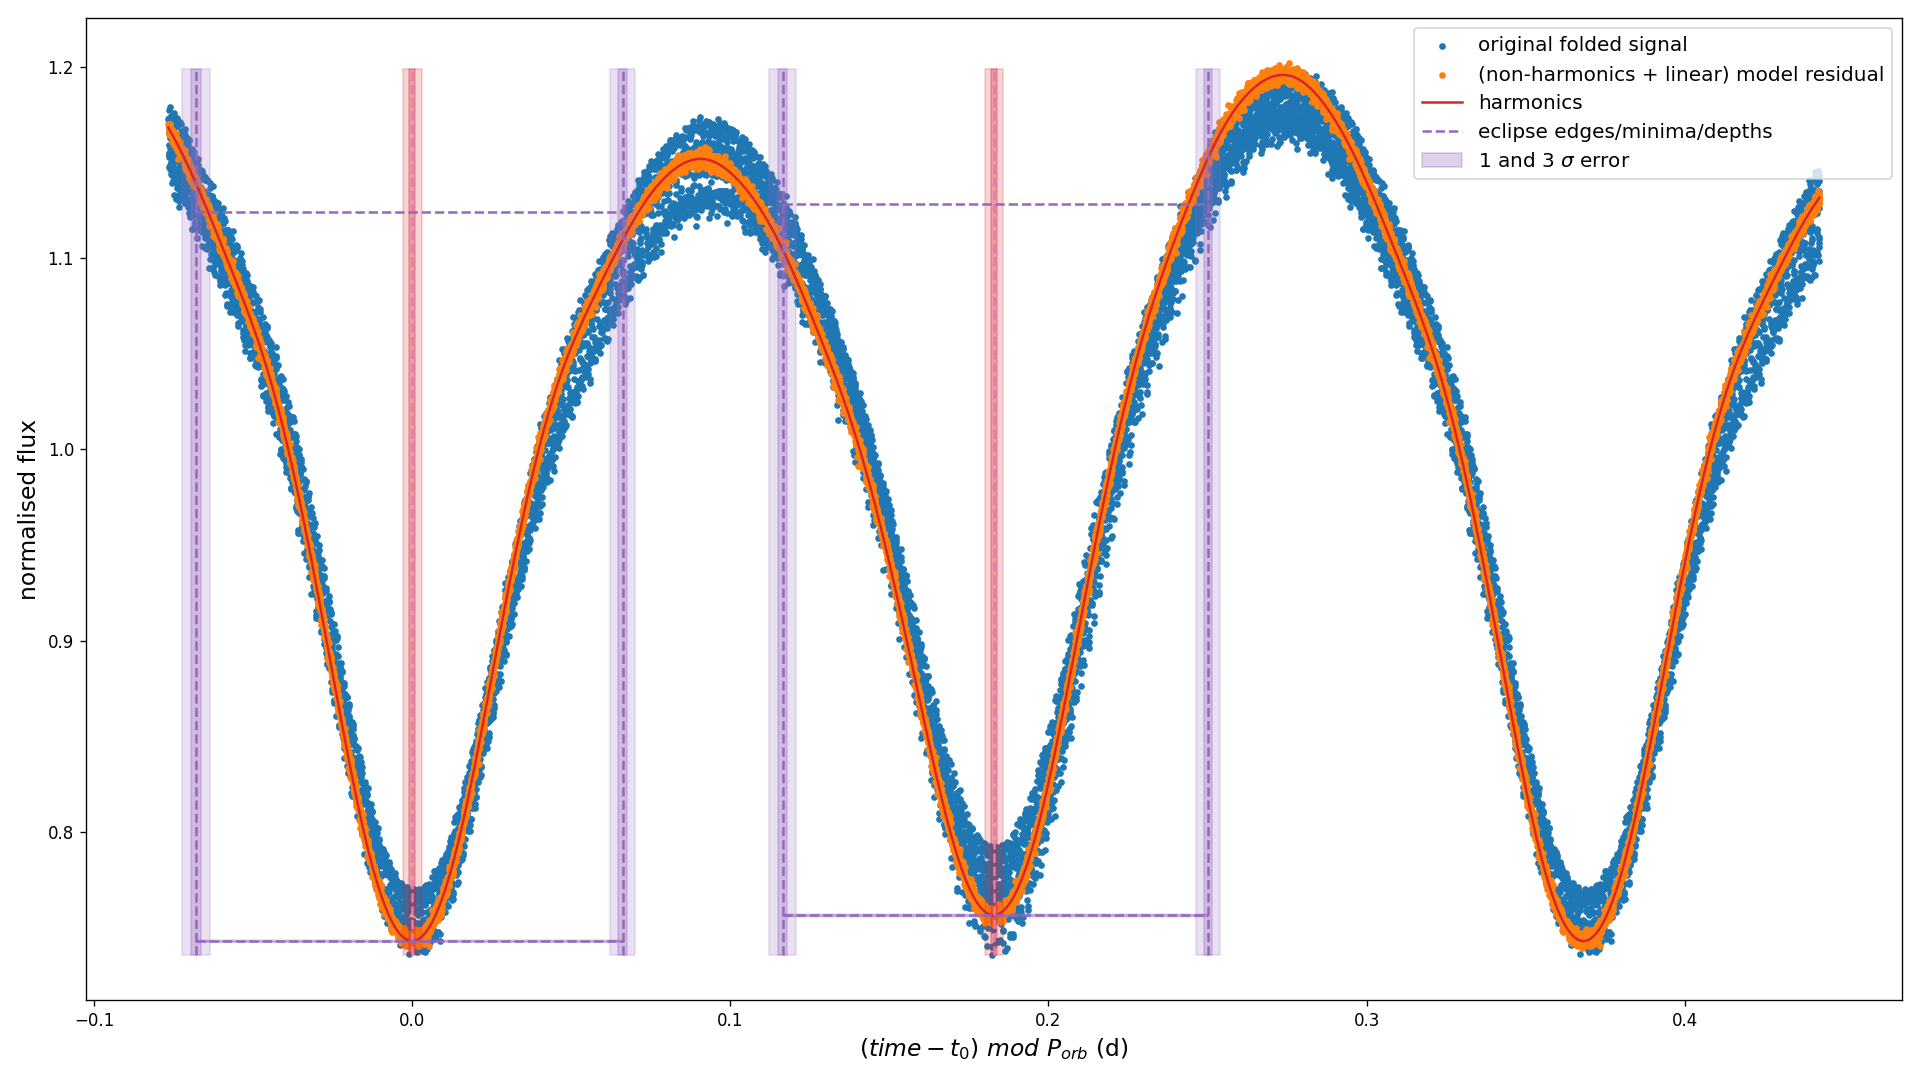 original folded signal
(non-harmonics + linear) model residual
harmonics
eclipse edges/minima/depths
1 and 3 σ error
normalised flux
1.2
1.1
1.0
0.9
0.8
−0.1
0.0
0.1
0.2
0.3
0.4
(time − t₀) mod Pₒᵣb (d)